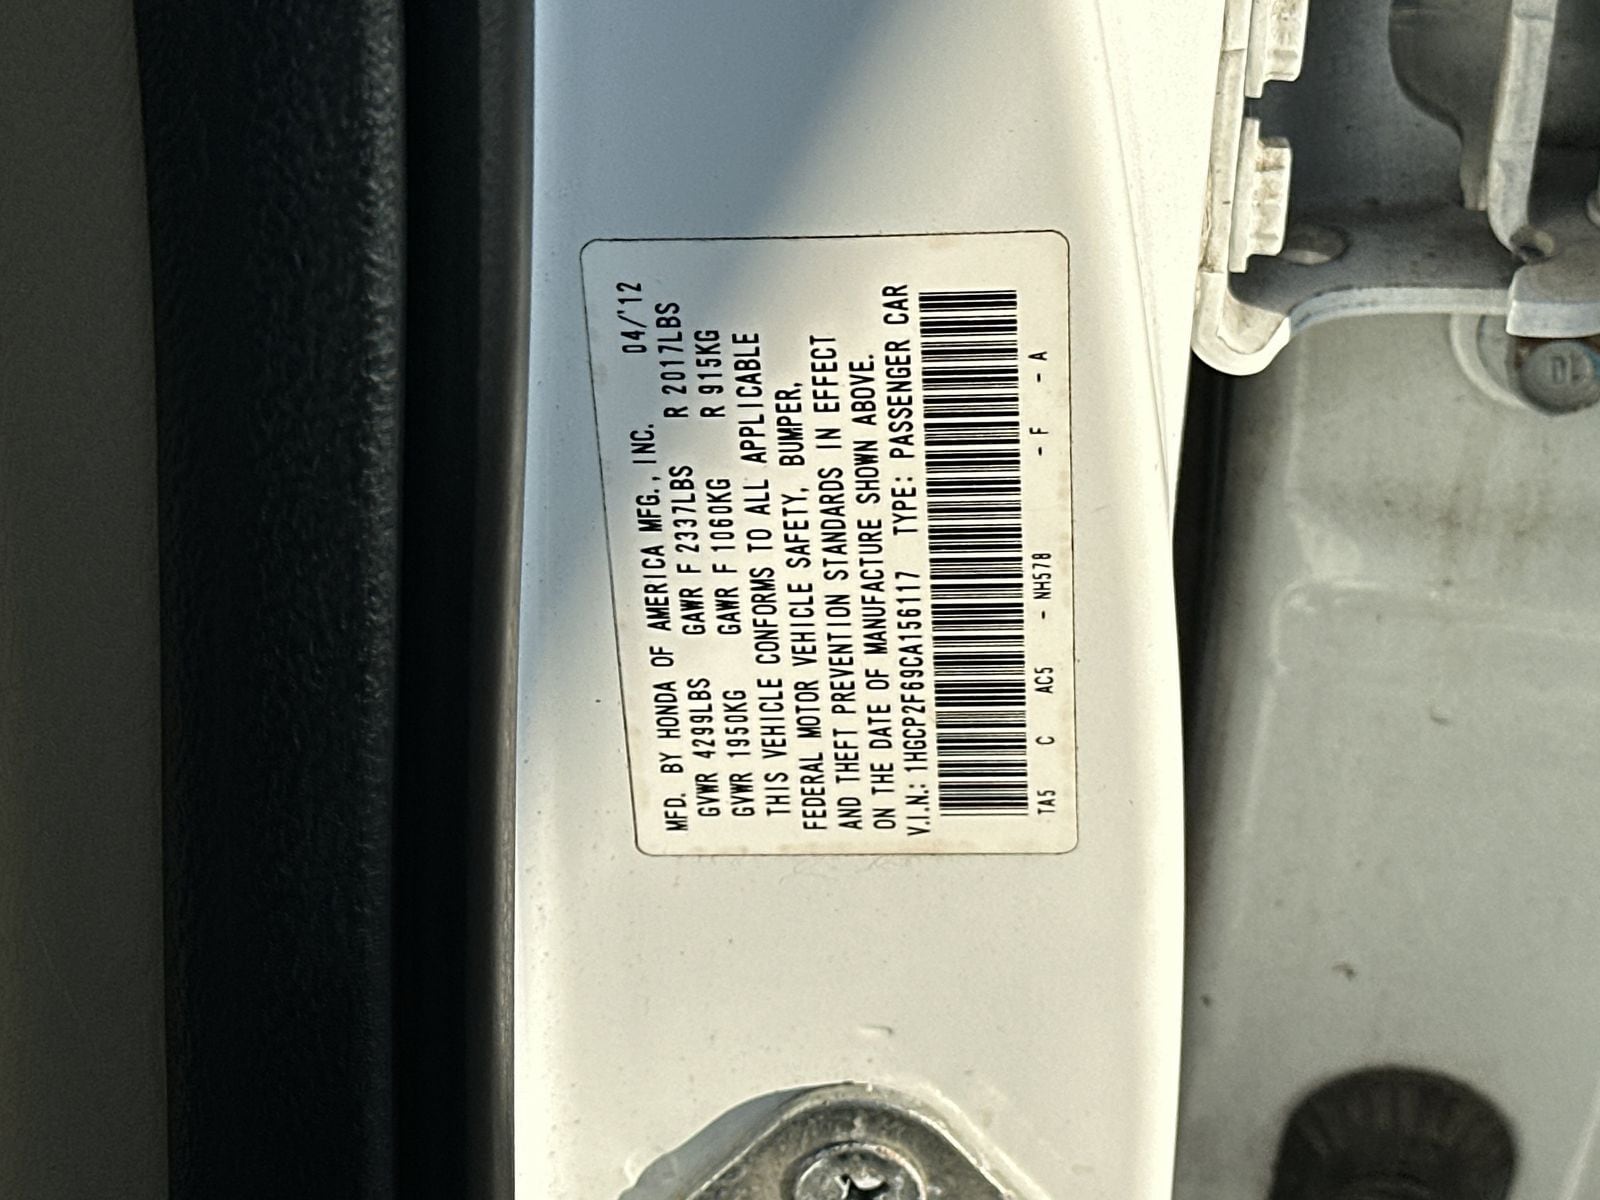 MFD. BY HONDA OF AMERICA MFG., INC. 04/'12
GVWR 4299LBS GAWR F 2337LBS R 2017LBS
GVWR 1950KG GAWR F 1060KG R 915KG
THIS VEHICLE CONFORMS TO ALL APPLICABLE
FEDERAL MOTOR VEHICLE SAFETY, BUMPER,
AND THEFT PREVENTION STANDARDS IN EFFECT
ON THE DATE OF MANUFACTURE SHOWN ABOVE.
V.I.N.: 1HGCP2F69CA156117 TYPE: PASSENGER CAR
TA5 C AC5 - NH578 - F - A